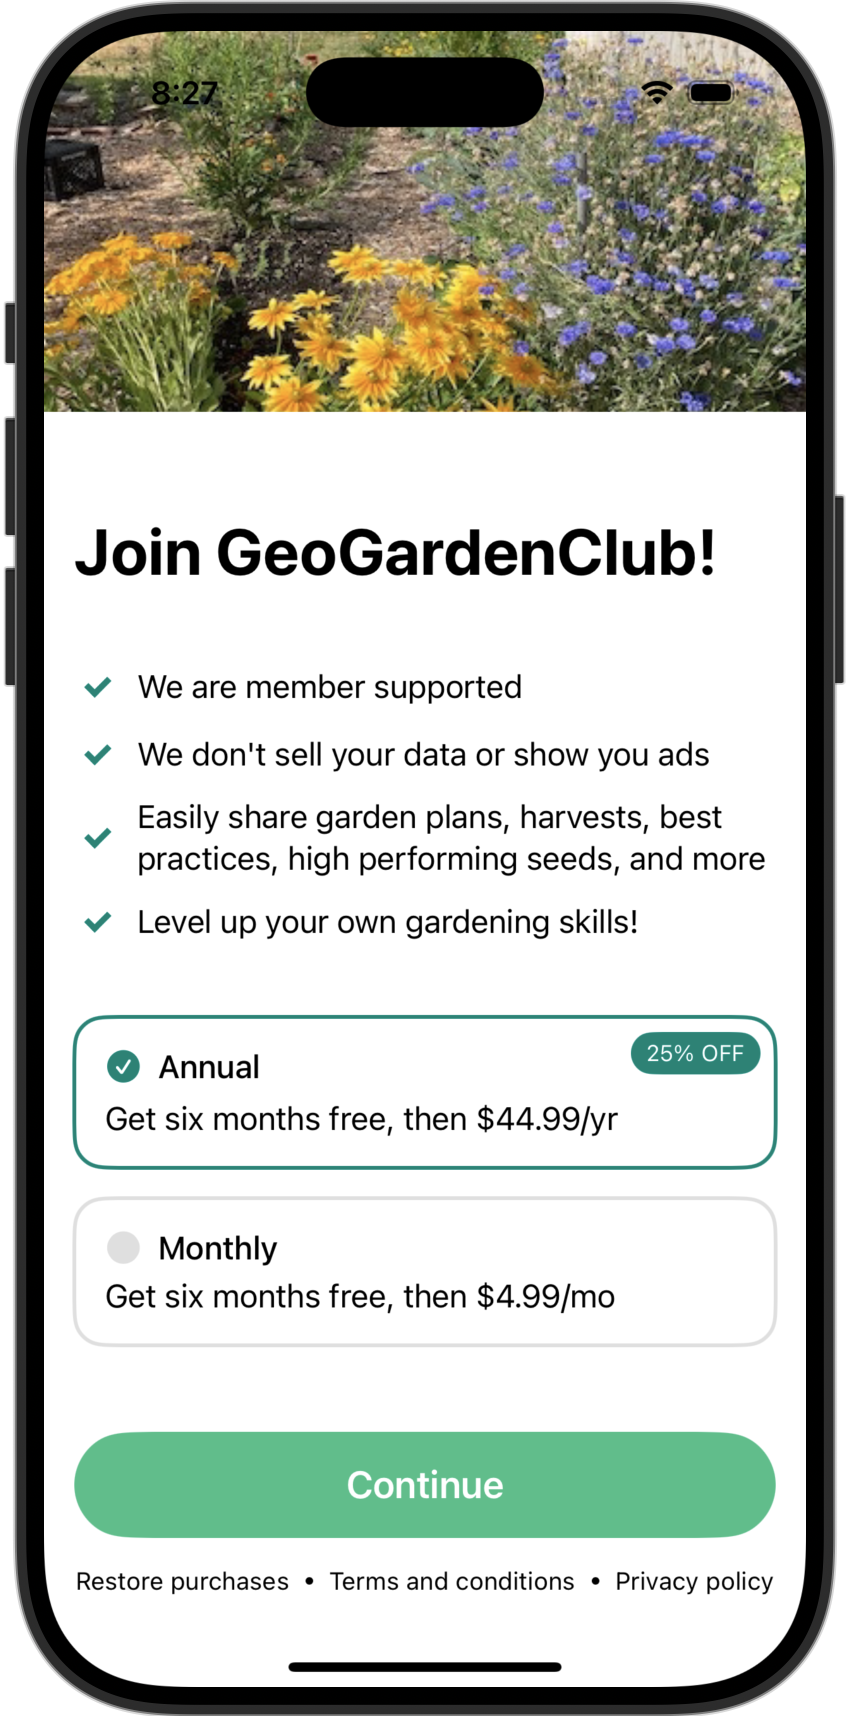 8:27
Join GeoGardenClub!
We are member supported
We don't sell your data or show you ads
Easily share garden plans, harvests, best
practices, high performing seeds, and more
Level up your own gardening skills!
25% OFF
Annual
Get six months free, then $44.99/yr
Monthly
Get six months free, then $4.99/mo
Continue
Restore purchases • Terms and conditions • Privacy policy